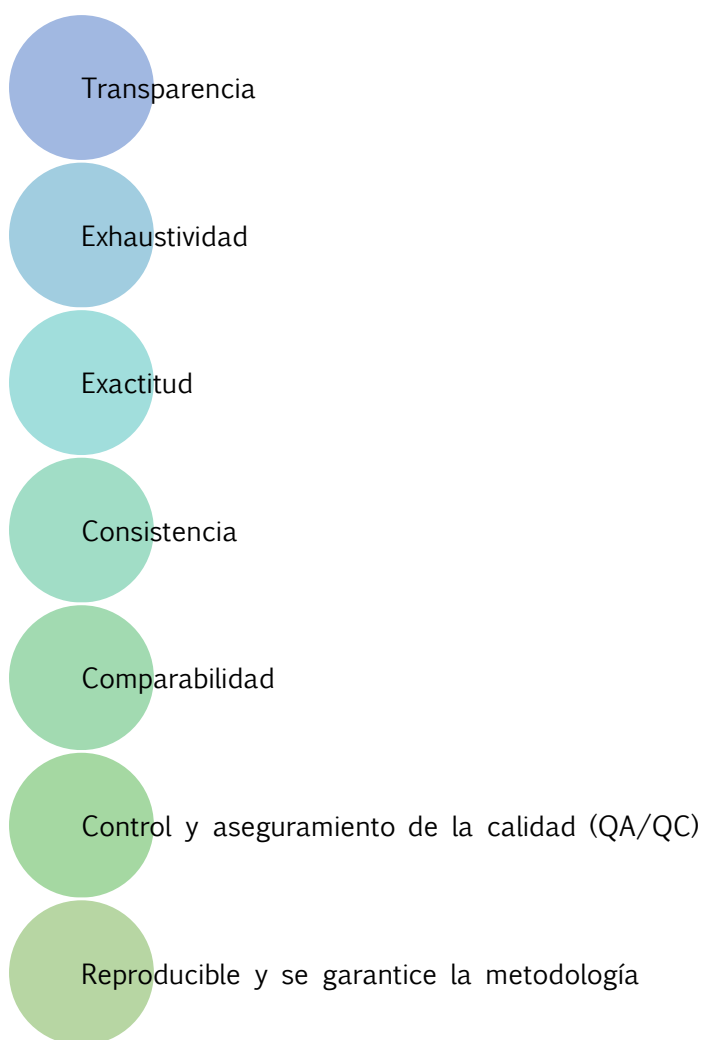 Transparencia
Exhaustividad
Exactitud
Consistencia
Comparabilidad
Control y aseguramiento de la calidad (QA/QC)
Reproducible y se garantice la metodología